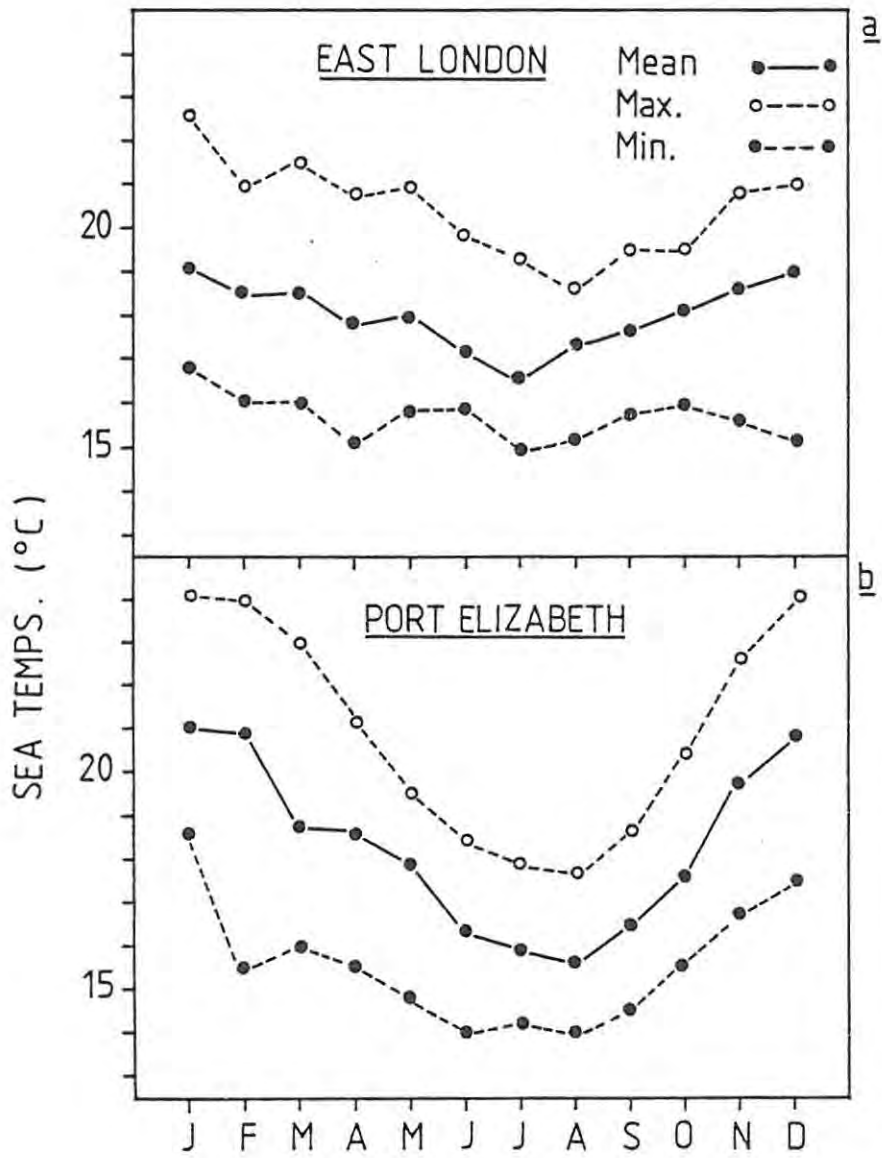 a
EAST LONDON
Mean
Max.
Min.
20
15
SEA TEMPS. (°C)
b
PORT ELIZABETH
20
15
J F M A M J J A S O N D